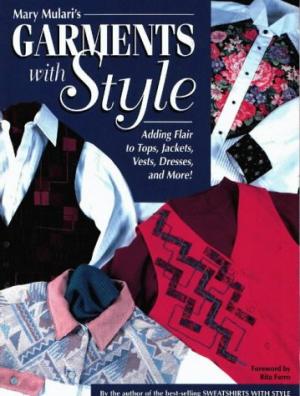 Mary Mulari's
GARMENTS
with Style
Adding Flair
to Tops, Jackets,
Vests, Dresses,
and More!
Foreword by
Rita Farro
By the author of the best-selling SWEATSHIRTS WITH STYLE